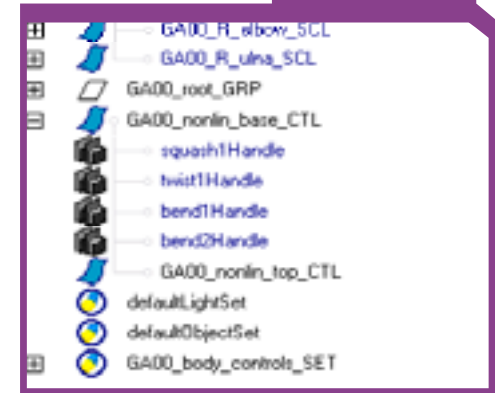 GA00_R_elbow_SCL
GA00_R_ulna_SCL
GA00_root_GRP
GA00_nonlin_base_CTL
squash1Handle
twist1Handle
bend1Handle
bend2Handle
GA00_nonlin_top_CTL
defaultLightSet
defaultObjectSet
GA00_body_controls_SET